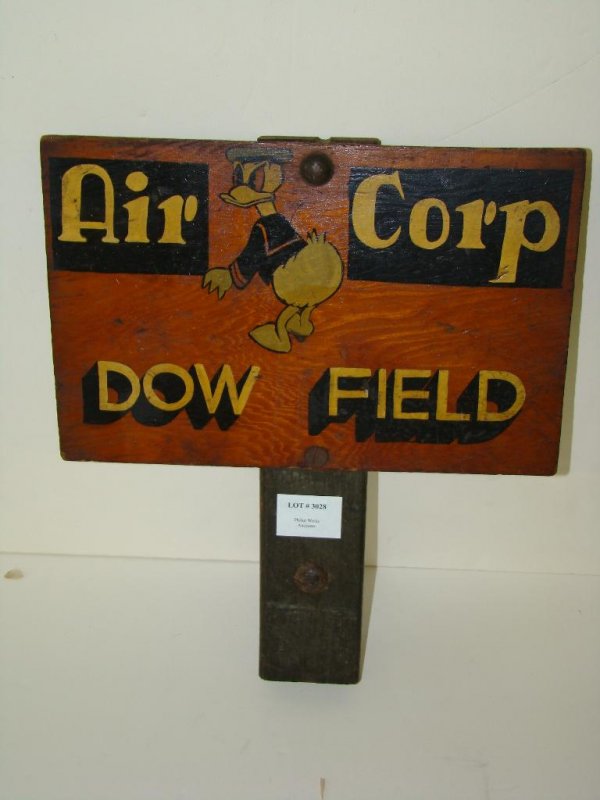 Air Corp
DOW FIELD
LOT # 3028